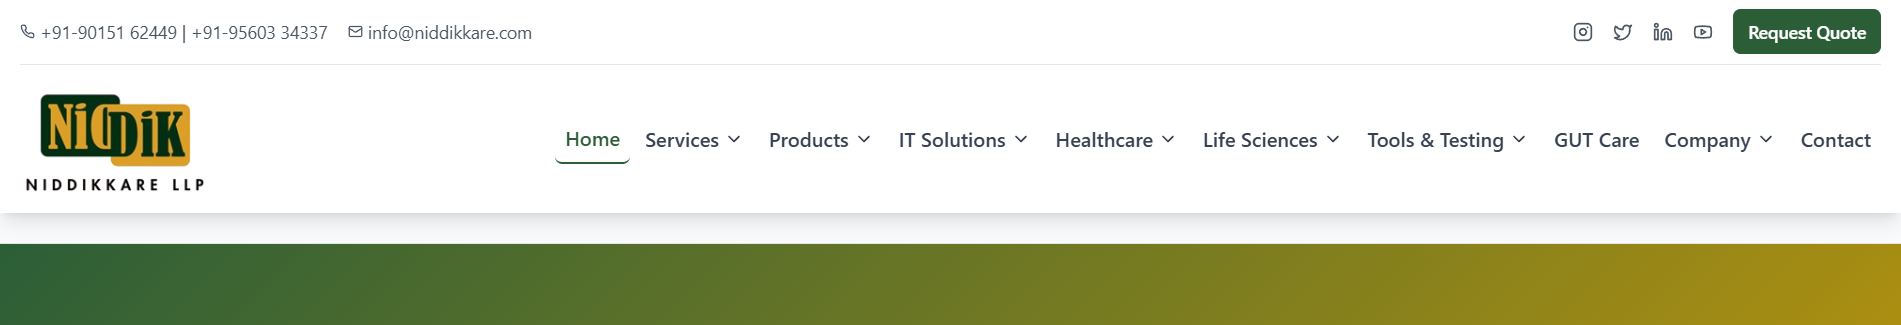 +91-90151 62449 | +91-95603 34337 info@niddikkare.com Request Quote
NiDDiK
NIDDIKKARE LLP
Home Services Products IT Solutions Healthcare Life Sciences Tools & Testing GUT Care Company Contact